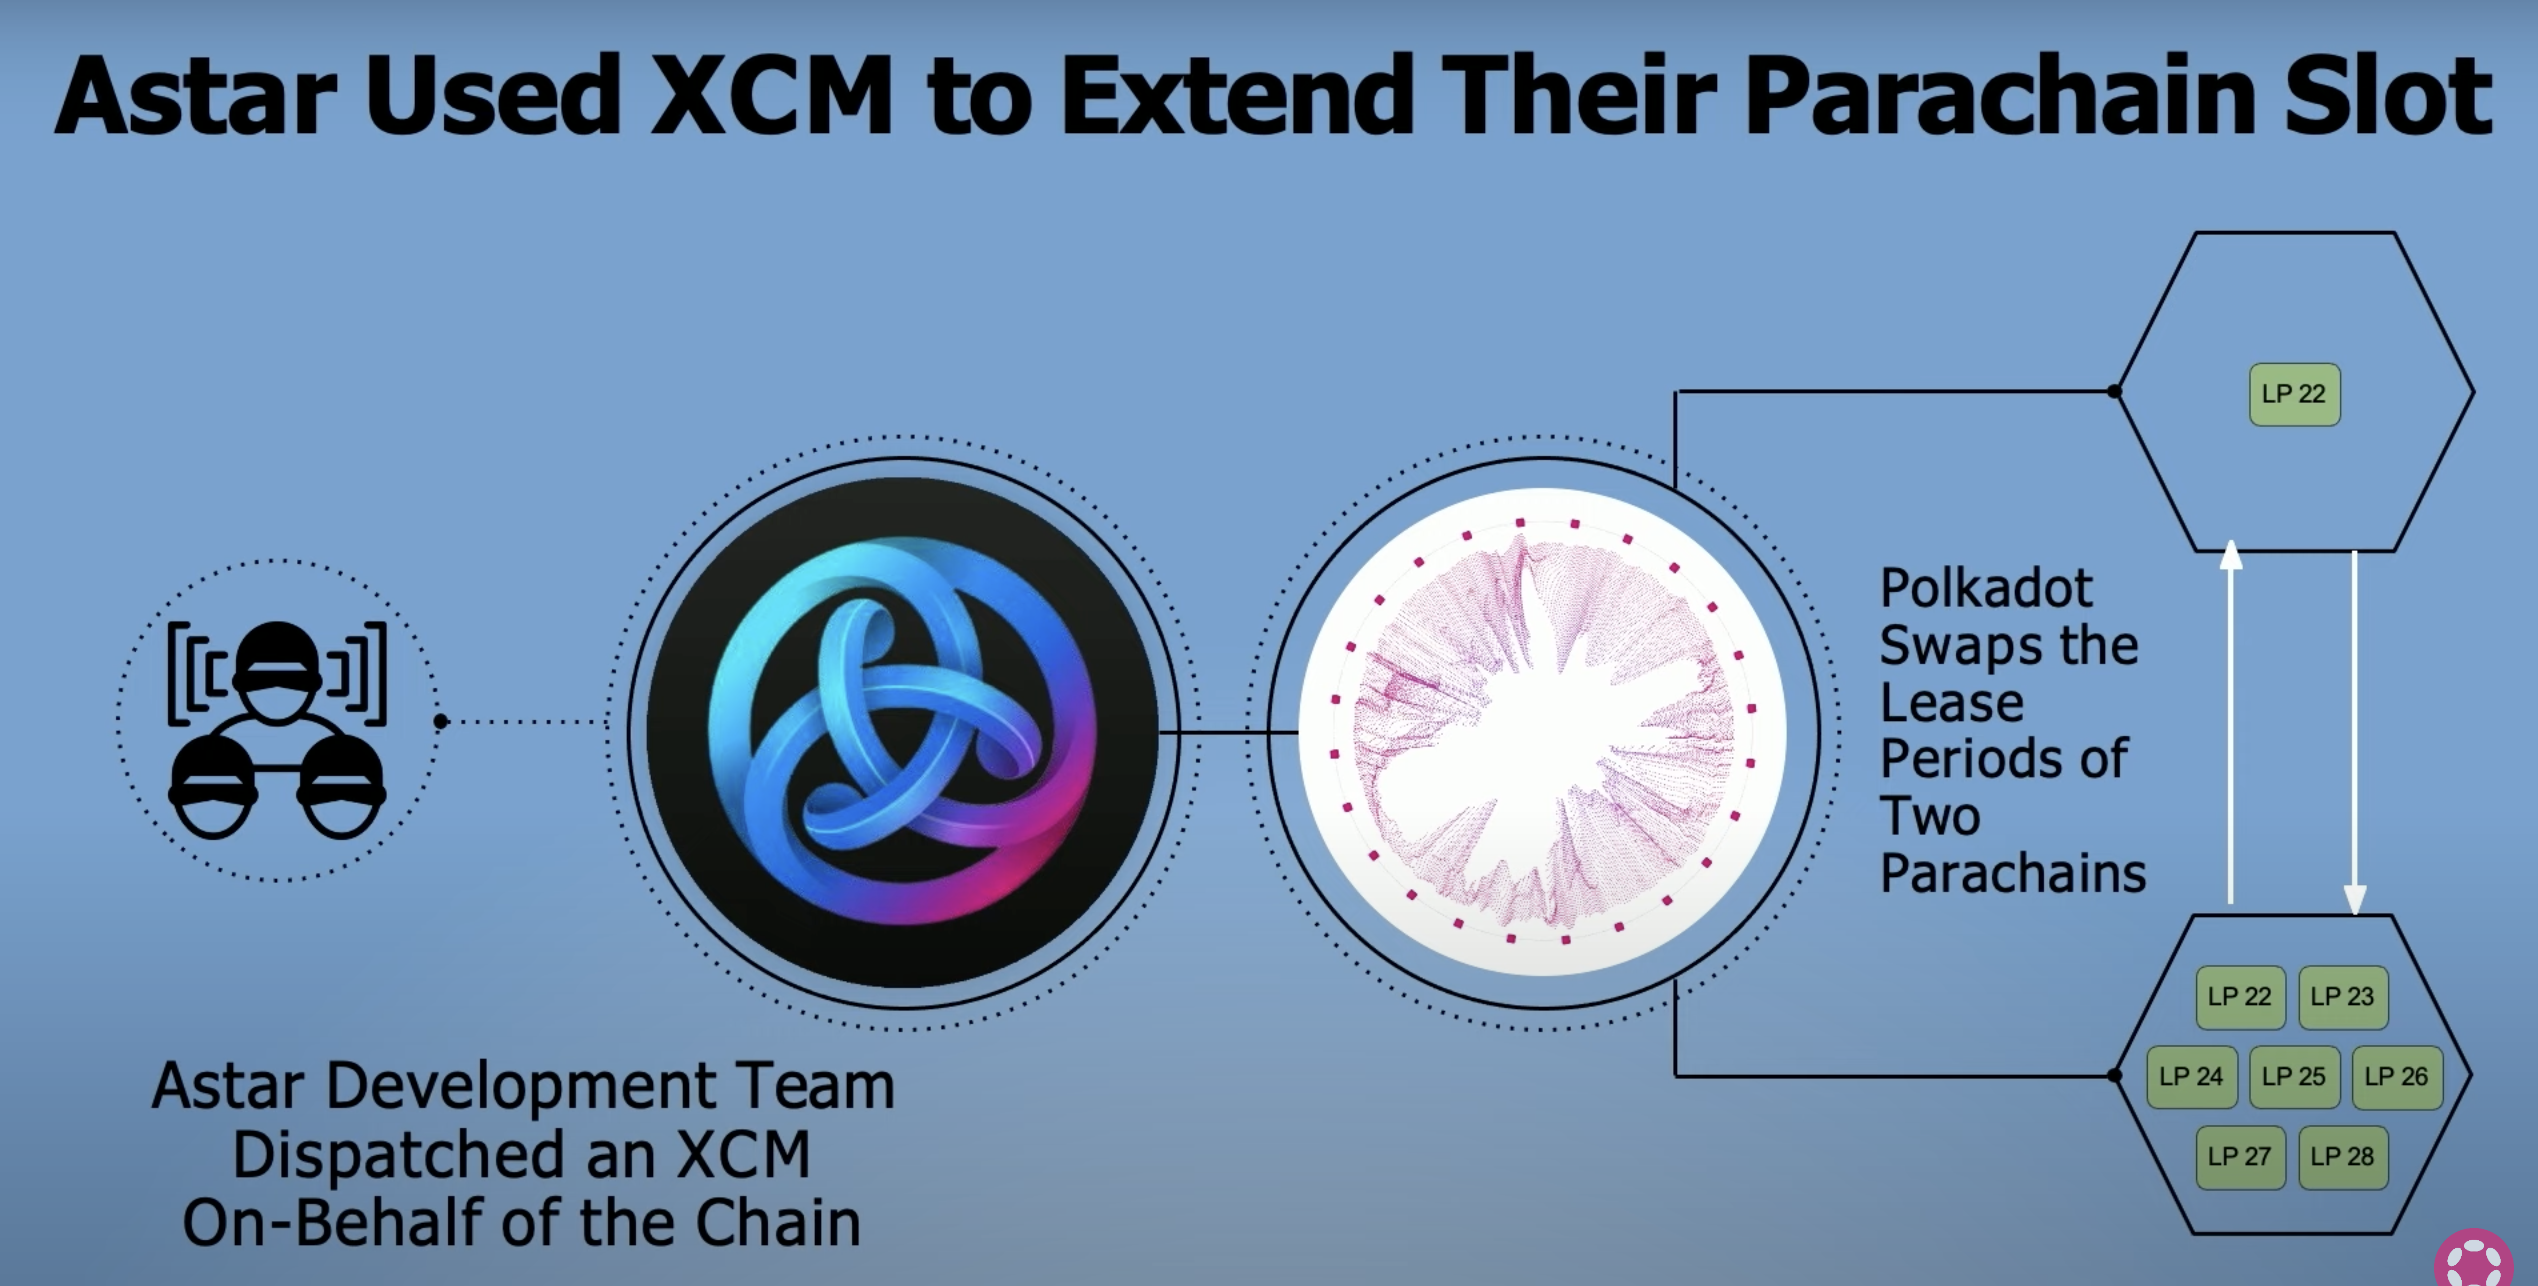 Astar Used XCM to Extend Their Parachain Slot
LP 22
Polkadot
Swaps the
Lease
Periods of
Two
Parachains
LP 22 LP 23
LP 24 LP 25 LP 26
LP 27 LP 28
Astar Development Team
Dispatched an XCM
On-Behalf of the Chain